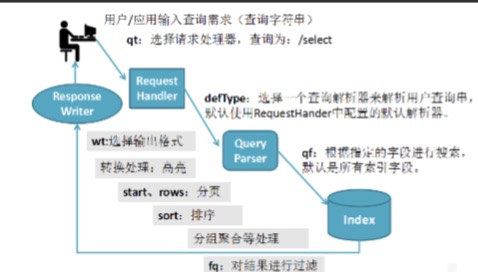 用户/应用输入查询需求（查询字符串）
qt：选择请求处理器，查询为：/select
Request
Handler
Response
Writer
defType：选择一个查询解析器来解析用户查询串，
默认使用RequestHander中配置的默认解析器。
wt:选择输出格式
Query
Parser
转换处理：高亮
qf：根据指定的字段进行搜索，
默认是所有索引字段。
start、rows：分页
sort：排序
Index
分组聚合等处理
fq：对结果进行过滤